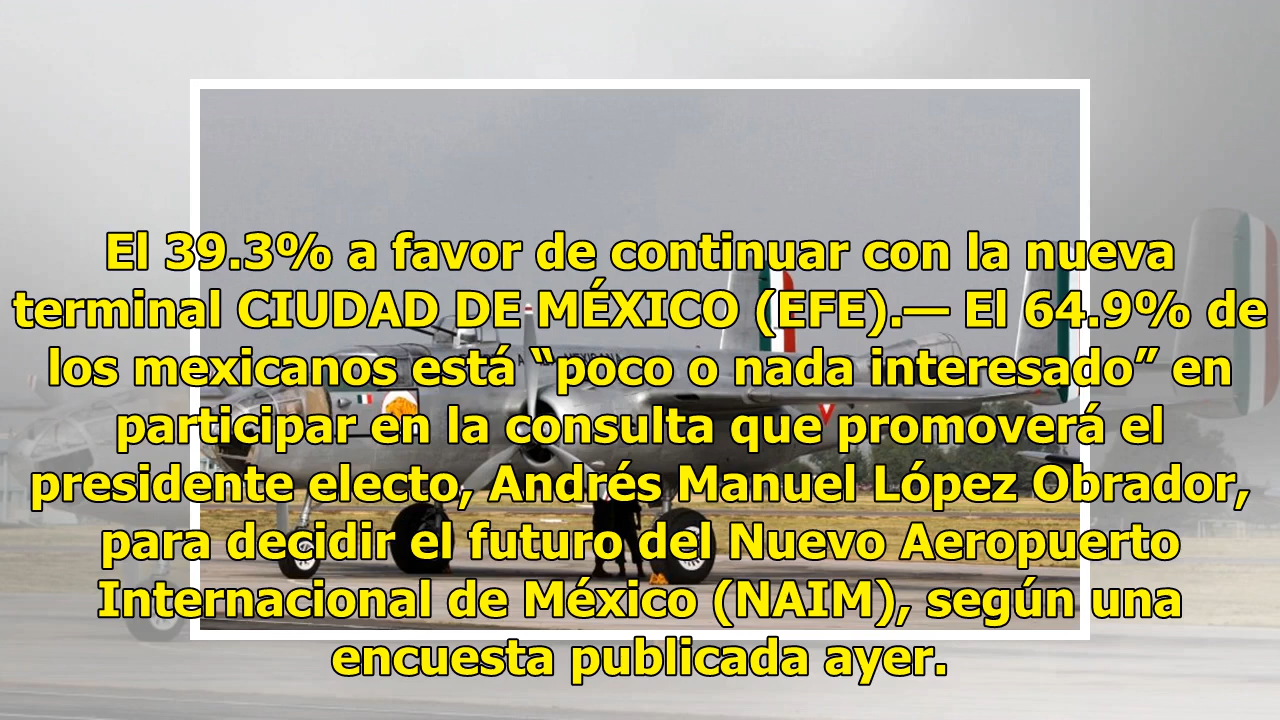 El 39.3% a favor de continuar con la nueva
terminal CIUDAD DE MÉXICO (EFE).— El 64.9% de
los mexicanos está “poco o nada interesado” en
participar en la consulta que promoverá el
presidente electo, Andrés Manuel López Obrador,
para decidir el futuro del Nuevo Aeropuerto
Internacional de México (NAIM), según una
encuesta publicada ayer.